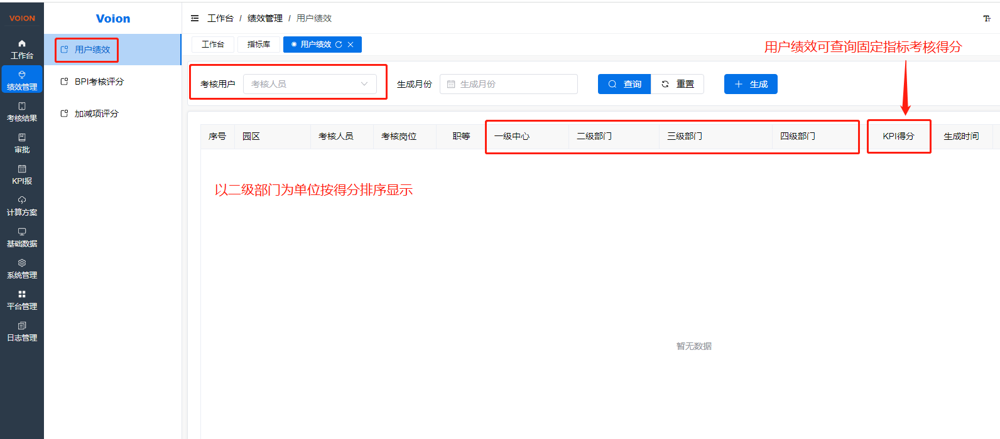 VOION
工作台
绩效管理
考核结果
审批
KPI报
计算方案
基础数据
系统管理
平台管理
日志管理
Voion
用户绩效
BPI考核评分
加减项评分
工作台 / 绩效管理 / 用户绩效
工作台 指标库 用户绩效
用户绩效可查询固定指标考核得分
考核用户 考核人员 生成月份 生成月份 查询 重置 生成
序号 园区 考核人员 考核岗位 职等 一级中心 二级部门 三级部门 四级部门 KPI得分 生成时间
以二级部门为单位按得分排序显示
暂无数据